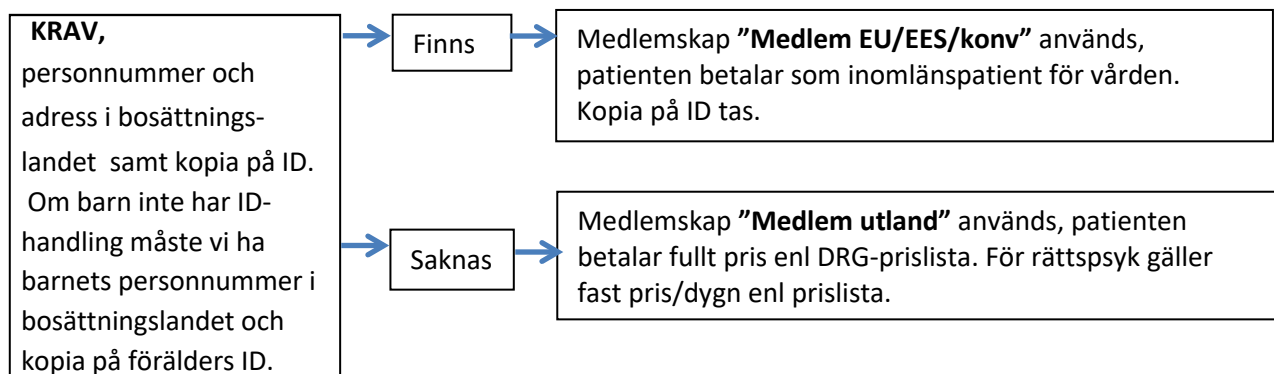 KRAV,
personnummer och
adress i bosättnings-
landet samt kopia på ID.
Om barn inte har ID-
handling måste vi ha
barnets personnummer i
bosättningslandet och
kopia på förälders ID.
Finns
Medlemskap ”Medlem EU/EES/konv” används,
patienten betalar som inomlänspatient för vården.
Kopia på ID tas.
Saknas
Medlemskap ”Medlem utland” används, patienten
betalar fullt pris enl DRG-prislista. För rättspsyk gäller
fast pris/dygn enl prislista.